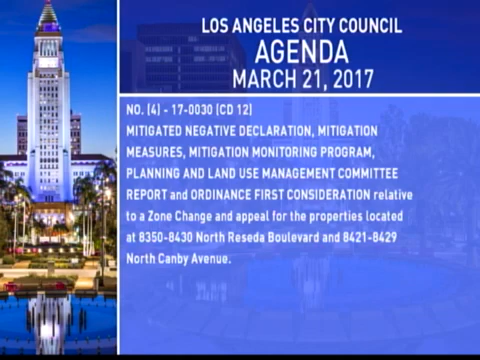 LOS ANGELES CITY COUNCIL
AGENDA
MARCH 21, 2017
NO. (4) - 17-0030 (CD 12)
MITIGATED NEGATIVE DECLARATION, MITIGATION
MEASURES, MITIGATION MONITORING PROGRAM,
PLANNING AND LAND USE MANAGEMENT COMMITTEE
REPORT and ORDINANCE FIRST CONSIDERATION relative
to a Zone Change and appeal for the properties located
at 8350-8430 North Reseda Boulevard and 8421-8429
North Canby Avenue.